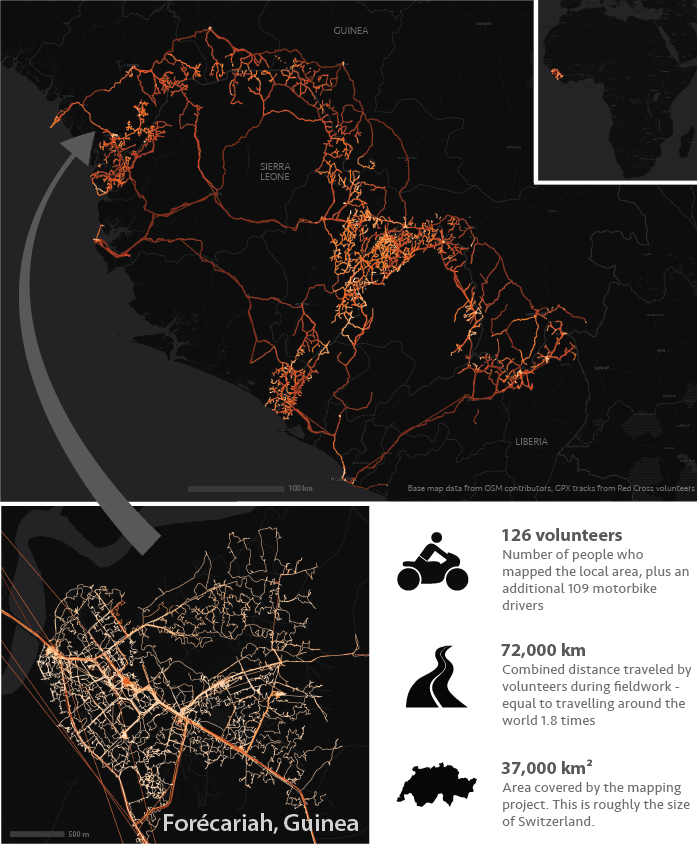 GUINEA
SIERRA
LEONE
LIBERIA
100 km
Base map data from OSM contributors, GPX tracks from Red Cross volunteers
126 volunteers
Number of people who
mapped the local area, plus an
additional 109 motorbike
drivers
72,000 km
Combined distance traveled by
volunteers during fieldwork -
equal to travelling around the
world 1.8 times
37,000 km²
Area covered by the mapping
project. This is roughly the size
of Switzerland.
Forécariah, Guinea
500 m